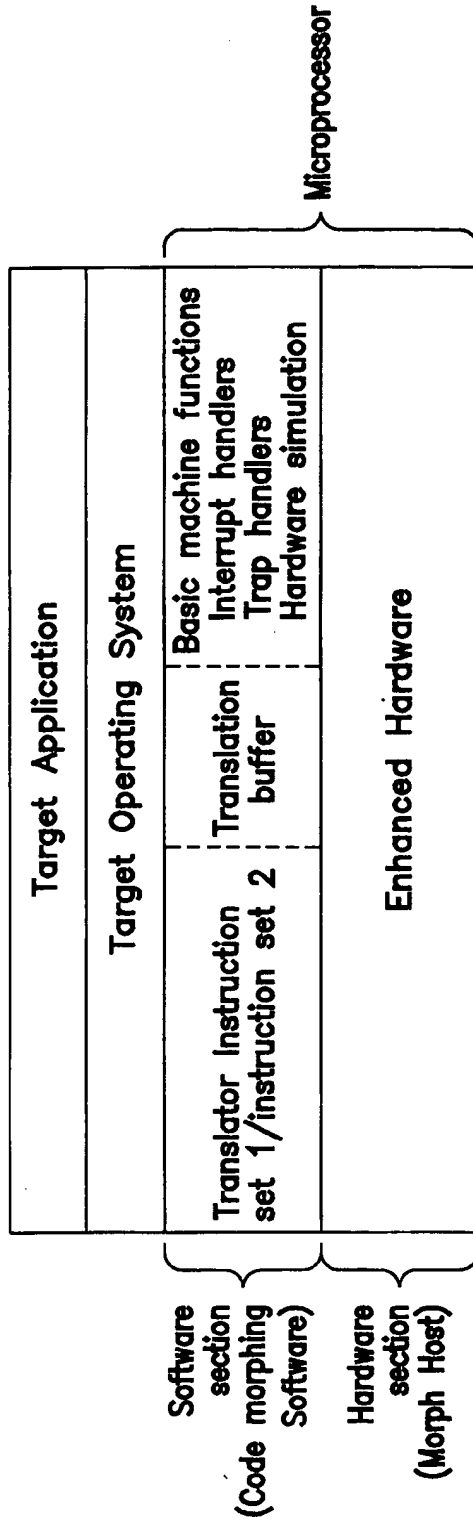 Target Application
Target Operating System
Software
section
(Code morphing
Software)
Translator Instruction
set 1/instruction set 2
Translation
buffer
Basic machine functions
Interrupt handlers
Trap handlers
Hardware simulation
Hardware
section
(Morph Host)
Enhanced Hardware
Microprocessor